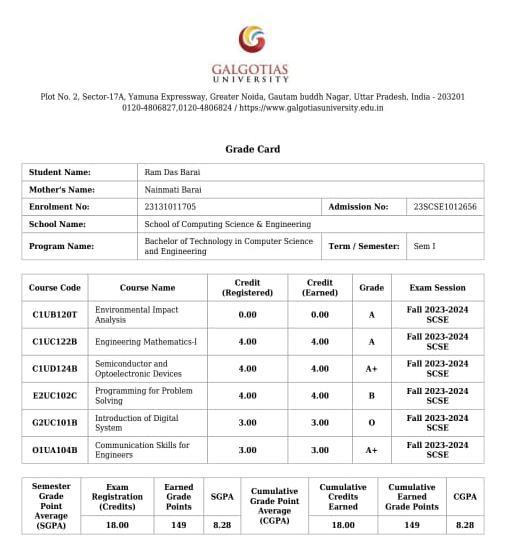 GALGOTIAS
UNIVERSITY
Plot No. 2, Sector-17A, Yamuna Expressway, Greater Noida, Gautam buddh Nagar, Uttar Pradesh, India - 203201
0120-4806827,0120-4806824 / https://www.galgotiasuniversity.edu.in
Grade Card
Student Name: Ram Das Barai
Mother's Name: Nainmati Barai
Enrolment No: 23131011705 Admission No: 23SCSE1012656
School Name: School of Computing Science & Engineering
Program Name: Bachelor of Technology in Computer Science
and Engineering
Term / Semester: Sem I
Course Code Course Name Credit
(Registered) Credit
(Earned) Grade Exam Session
C1UB120T Environmental Impact
Analysis 0.00 0.00 A Fall 2023-2024
SCSE
C1UC122B Engineering Mathematics-I 4.00 4.00 A Fall 2023-2024
SCSE
C1UD124B Semiconductor and
Optoelectronic Devices 4.00 4.00 A+ Fall 2023-2024
SCSE
E2UC102C Programming for Problem
Solving 4.00 4.00 B Fall 2023-2024
SCSE
G2UC101B Introduction of Digital
System 3.00 3.00 O Fall 2023-2024
SCSE
O1UA104B Communication Skills for
Engineers 3.00 3.00 A+ Fall 2023-2024
SCSE
Semester
Grade
Point
Average
(SGPA)
Exam
Registration
(Credits)
Earned
Grade
Points
SGPA
Cumulative
Grade Point
Average
(CGPA)
Cumulative
Credits
Earned
Cumulative
Earned
Grade Points
CGPA
18.00 149 8.28 18.00 149 8.28